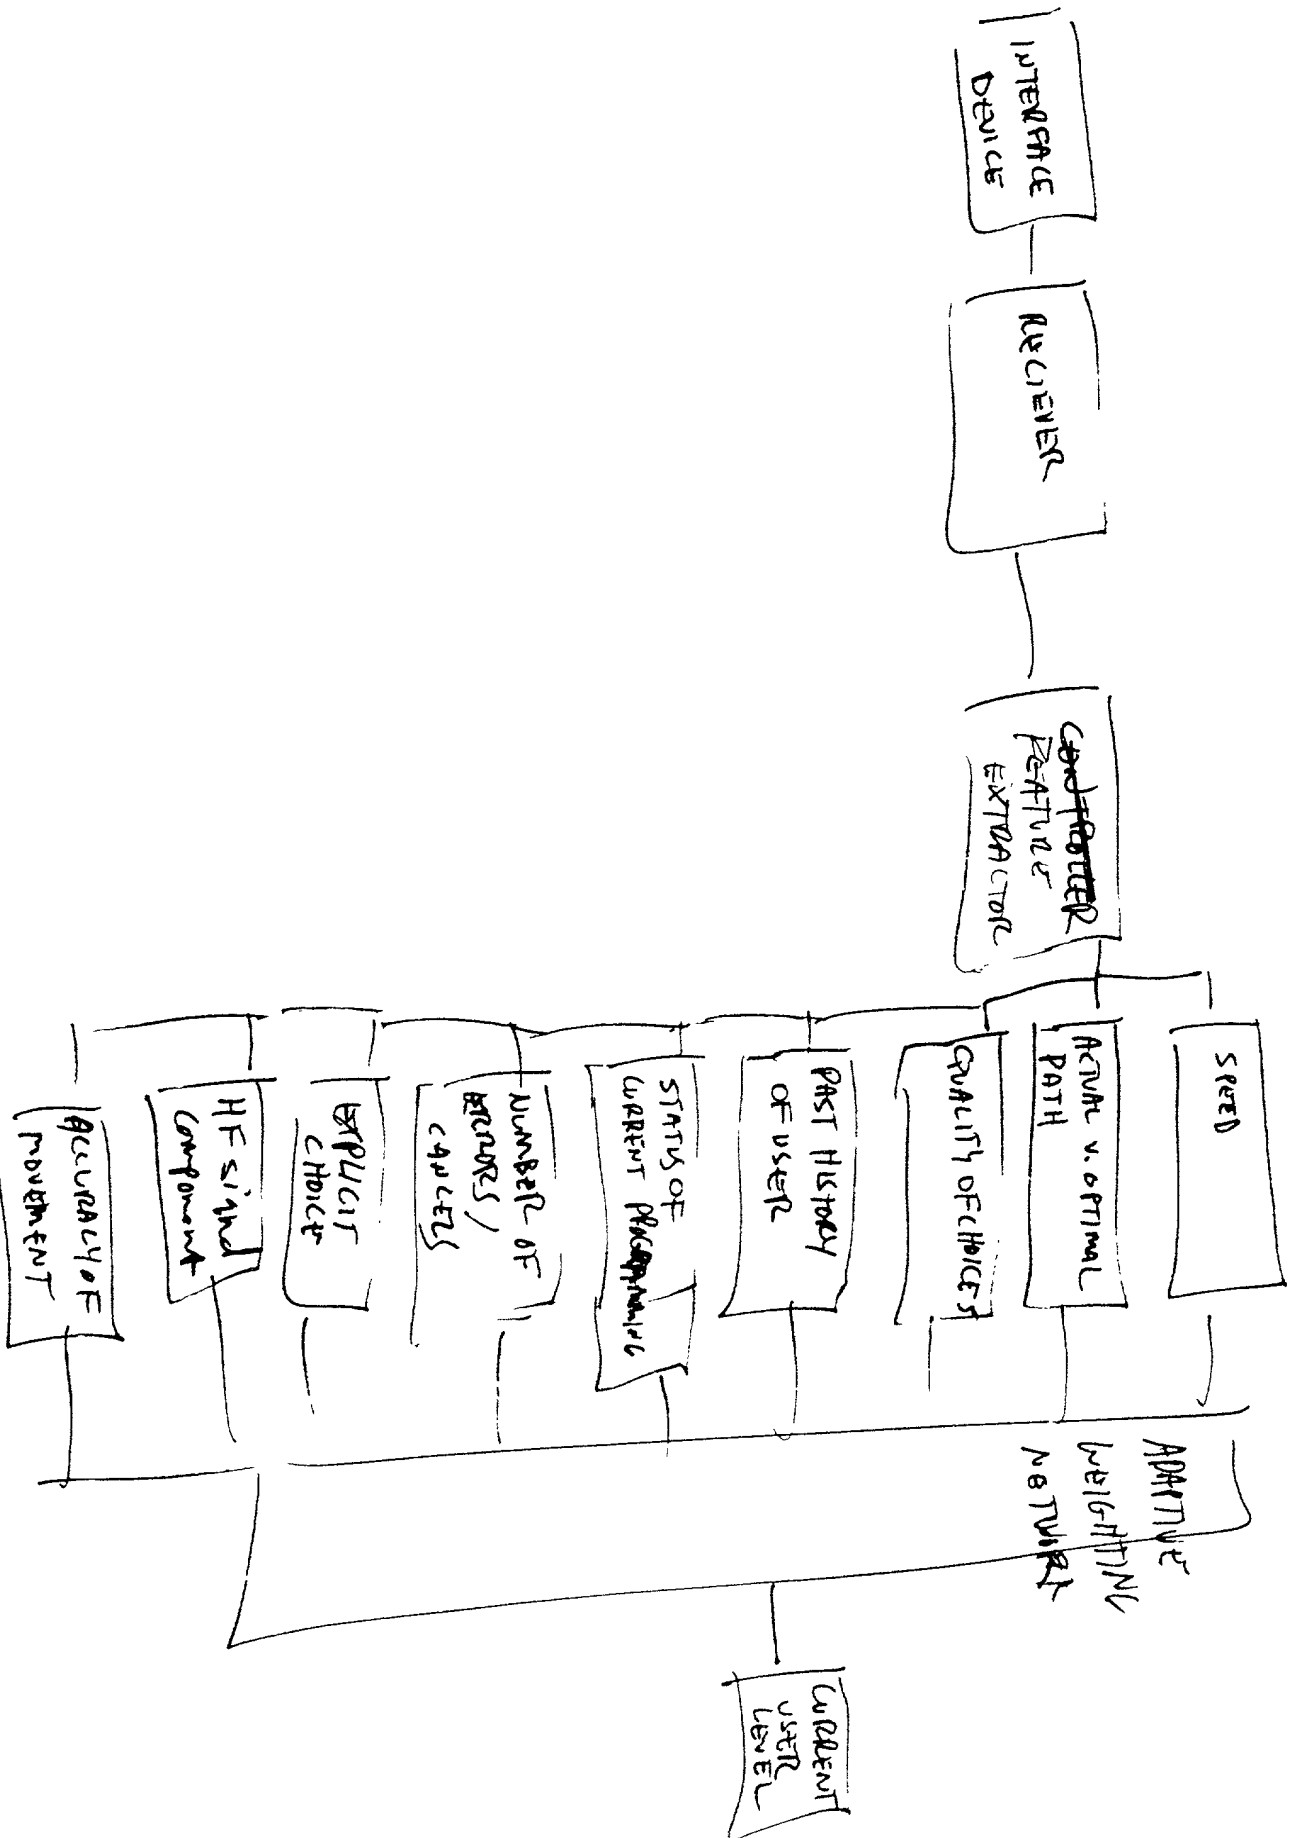 INTERFACE
DEVICE
RECIEVER
CONTROLLER
FEATURE
EXTRACTOR
SPEED
ACTUAL V. OPTIMAL
PATH
QUALITY OF CHOICES
PAST HISTORY
OF USER
STATUS OF
CURRENT PROGRAMMING
NUMBER OF
ERRORS/
CANCELS
EXPLICIT
CHOICE
HF signal
component
ACCURACY OF
MOVEMENT
ADAPTIVE
WEIGHTING
NETWORK
CURRENT
USER
LEVEL